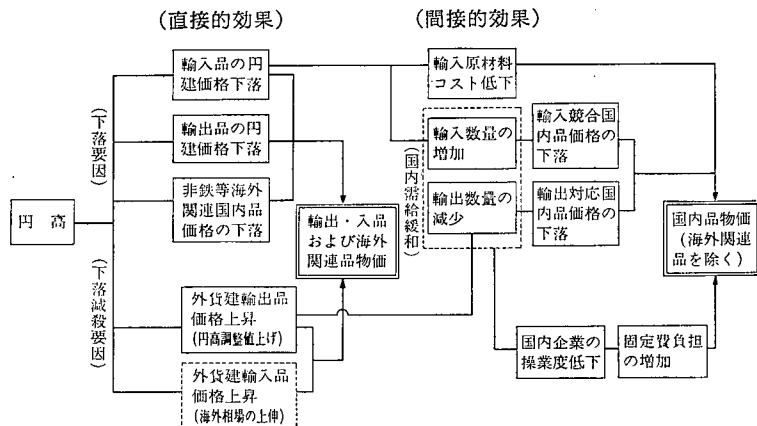 (直接的効果)
(間接的効果)
円高
(下落要因)
(下落減殺要因)
輸入品の円
建価格下落
輸出品の円
建価格下落
非鉄等海外
関連国内品
価格の下落
外貨建輸出品
価格上昇
(円高調整値上げ)
外貨建輸入品
価格上昇
(海外相場の上伸)
輸出・入品
および海外
関連品物価
輸入原材料
コスト低下
(国内需給緩和)
輸入数量の
増加
輸出数量の
減少
輸入競合国
内品価格の
下落
輸出対応国
内品価格の
下落
国内企業の
操業度低下
固定費負担
の増加
国内品物価
(海外関連
品を除く)